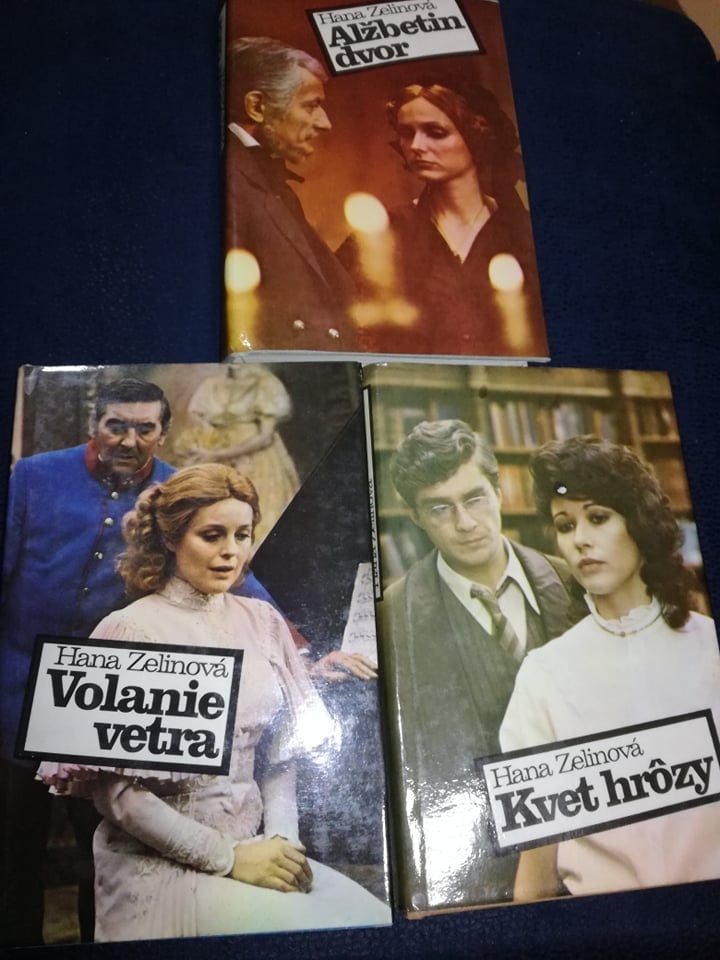 Hana Zelinová
Alžbetin
dvor
Hana Zelinová
Volanie
vetra
Hana Zelinová
Kvet hrôzy